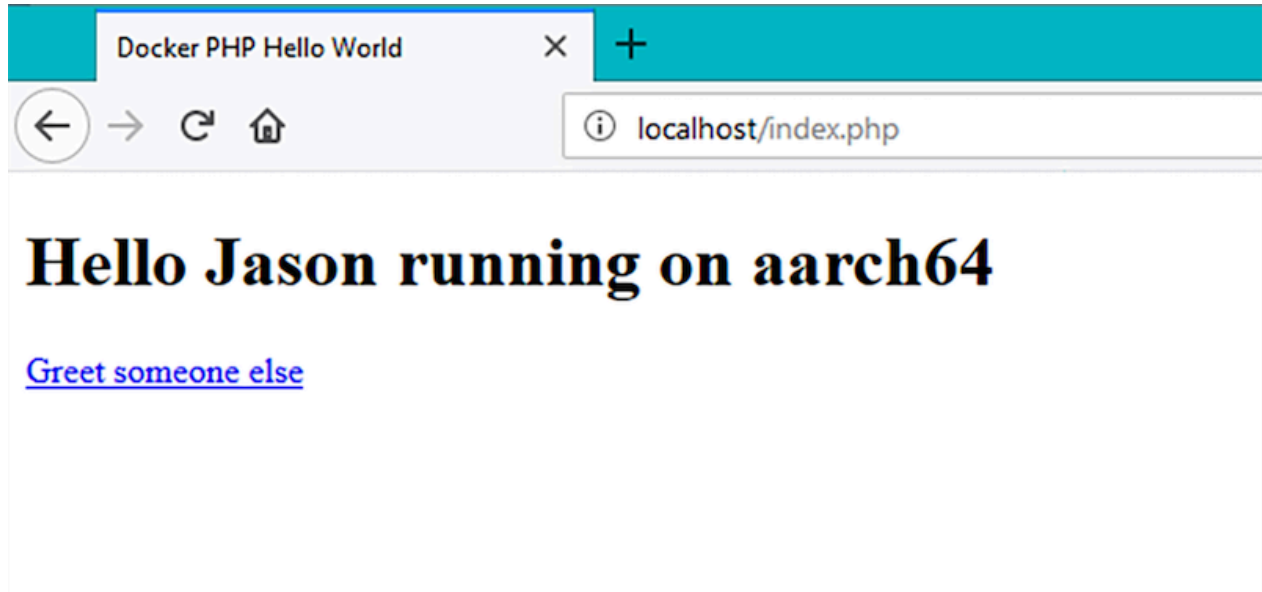 Docker PHP Hello World
localhost/index.php
Hello Jason running on aarch64
Greet someone else